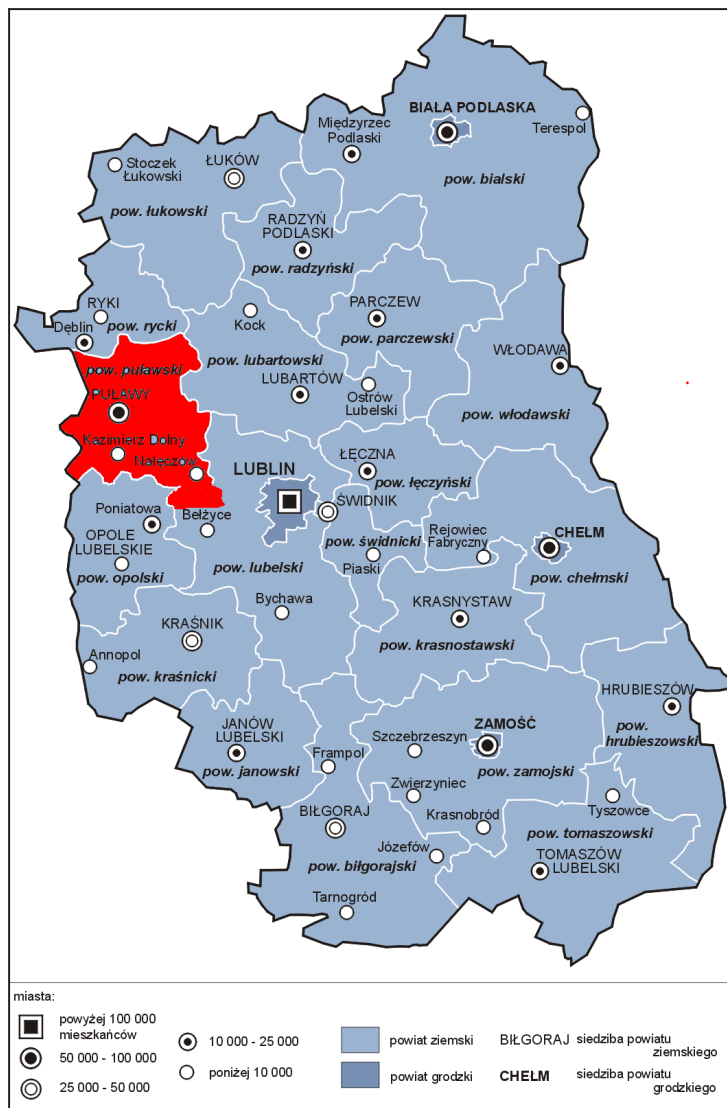 BIAŁA PODLASKA
Terespol
Międzyrzec
Podlaski
Stoczek
Łukowski
ŁUKÓW
pow. bialski
pow. łukowski
RADZYŃ
PODLASKI
pow. radzyński
RYKI
Dęblin
pow. rycki
Kock
PARCZEW
pow. parczewski
WŁODAWA
pow. lubartowski
pow. puławski
LUBARTÓW
Ostrów
Lubelski
pow. włodawski
PUŁAWY
Kazimierz Dolny
Nałęczów
LUBLIN
ŁĘCZNA
pow. łęczyński
ŚWIDNIK
Poniatowa
Bełżyce
OPOLE
LUBELSKIE
pow. opolski
pow. świdnicki
Piaski
Rejowiec
Fabryczny
CHEŁM
pow. chełmski
pow. lubelski
Bychawa
KRASNYSTAW
pow. krasnostawski
KRAŚNIK
Annopol
pow. kraśnicki
HRUBIESZÓW
pow.
hrubieszowski
JANÓW
LUBELSKI
pow. janowski
Frampol
Szczebrzeszyn
ZAMOŚĆ
pow. zamojski
Zwierzyniec
Krasnobród
Tyszowce
BIŁGORAJ
pow. biłgorajski
Józefów
pow. tomaszowski
TOMASZÓW
LUBELSKI
Tarnogród
miasta:
powyżej 100 000
mieszkańców
50 000 - 100 000
25 000 - 50 000
10 000 - 25 000
poniżej 10 000
powiat ziemski
powiat grodzki
BIŁGORAJ siedziba powiatu
ziemskiego
CHEŁM siedziba powiatu
grodzkiego